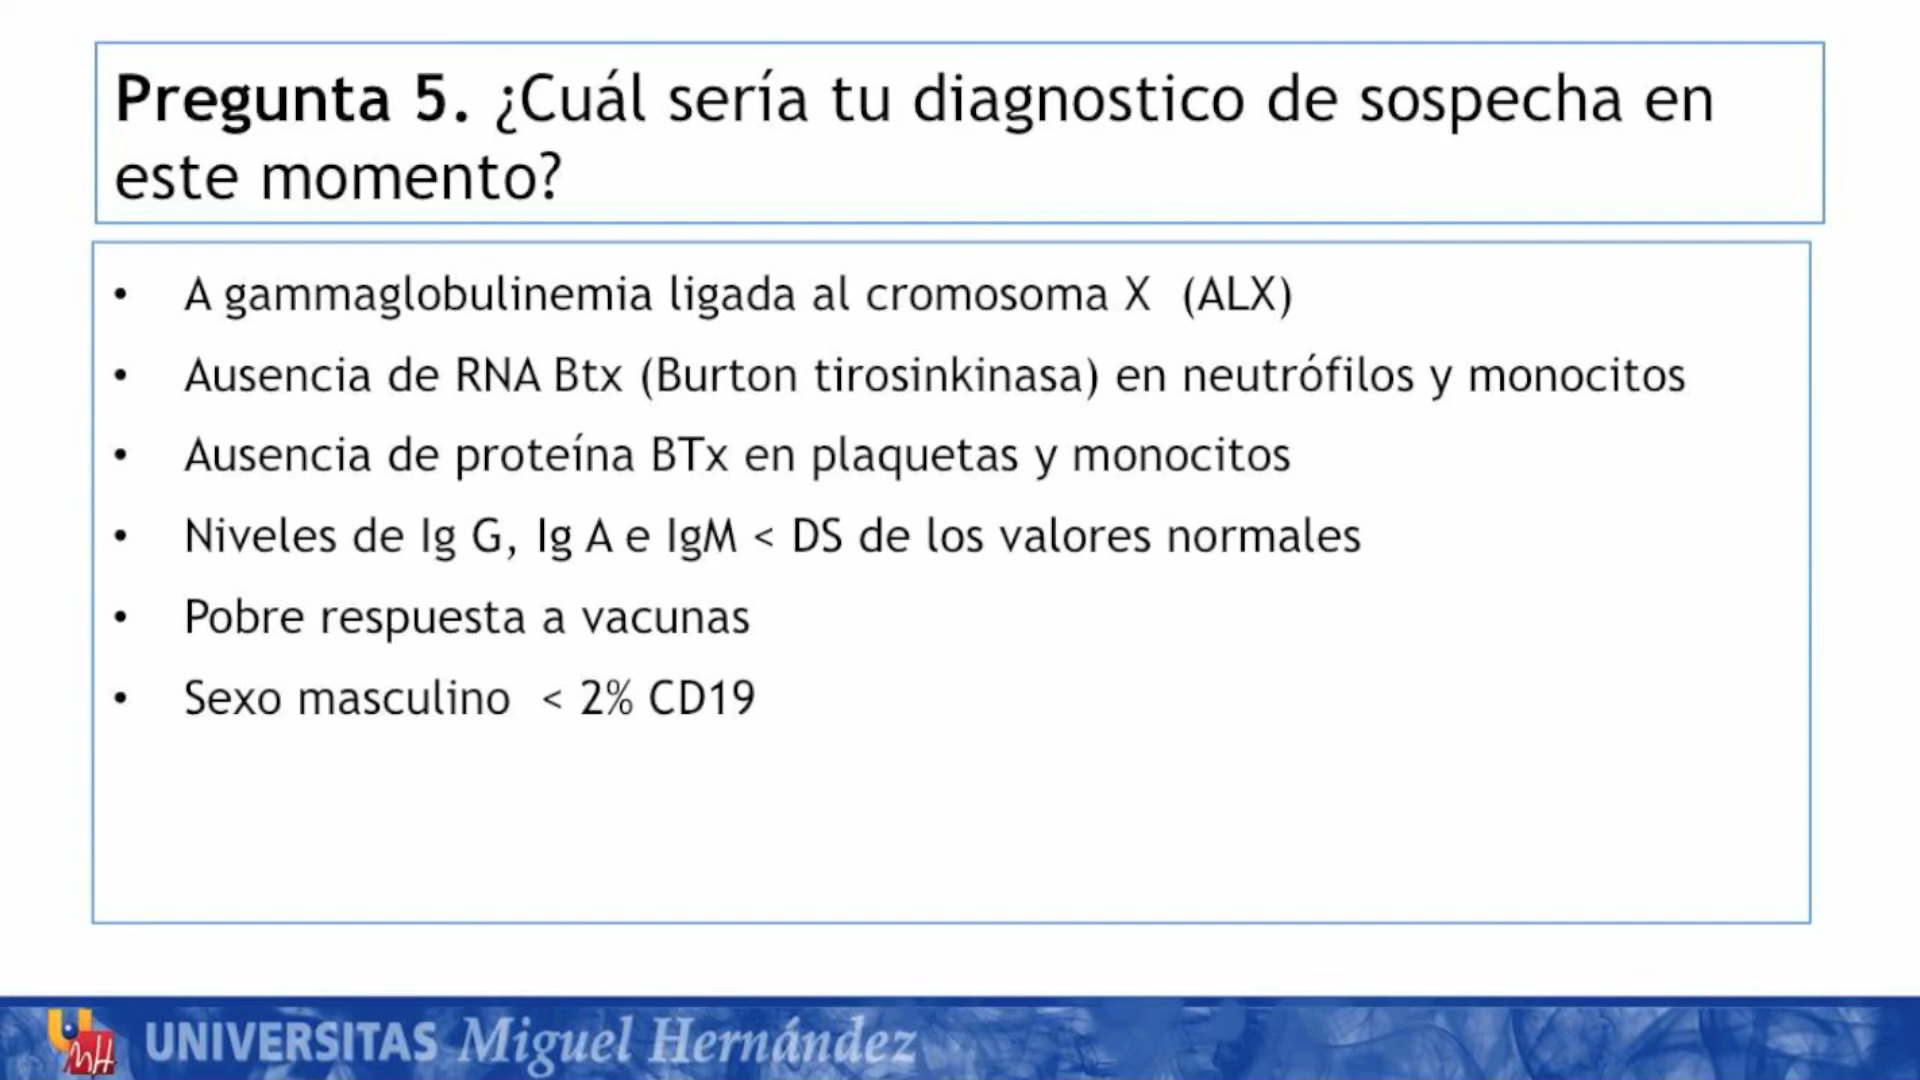 Pregunta 5. ¿Cuál sería tu diagnostico de sospecha en
este momento?
• A gammaglobulinemia ligada al cromosoma X (ALX)
• Ausencia de RNA Btx (Burton tirosinkinasa) en neutrófilos y monocitos
• Ausencia de proteína BTx en plaquetas y monocitos
• Niveles de Ig G, Ig A e IgM < DS de los valores normales
• Pobre respuesta a vacunas
• Sexo masculino < 2% CD19
UNIVERSITAS Miguel Hernández